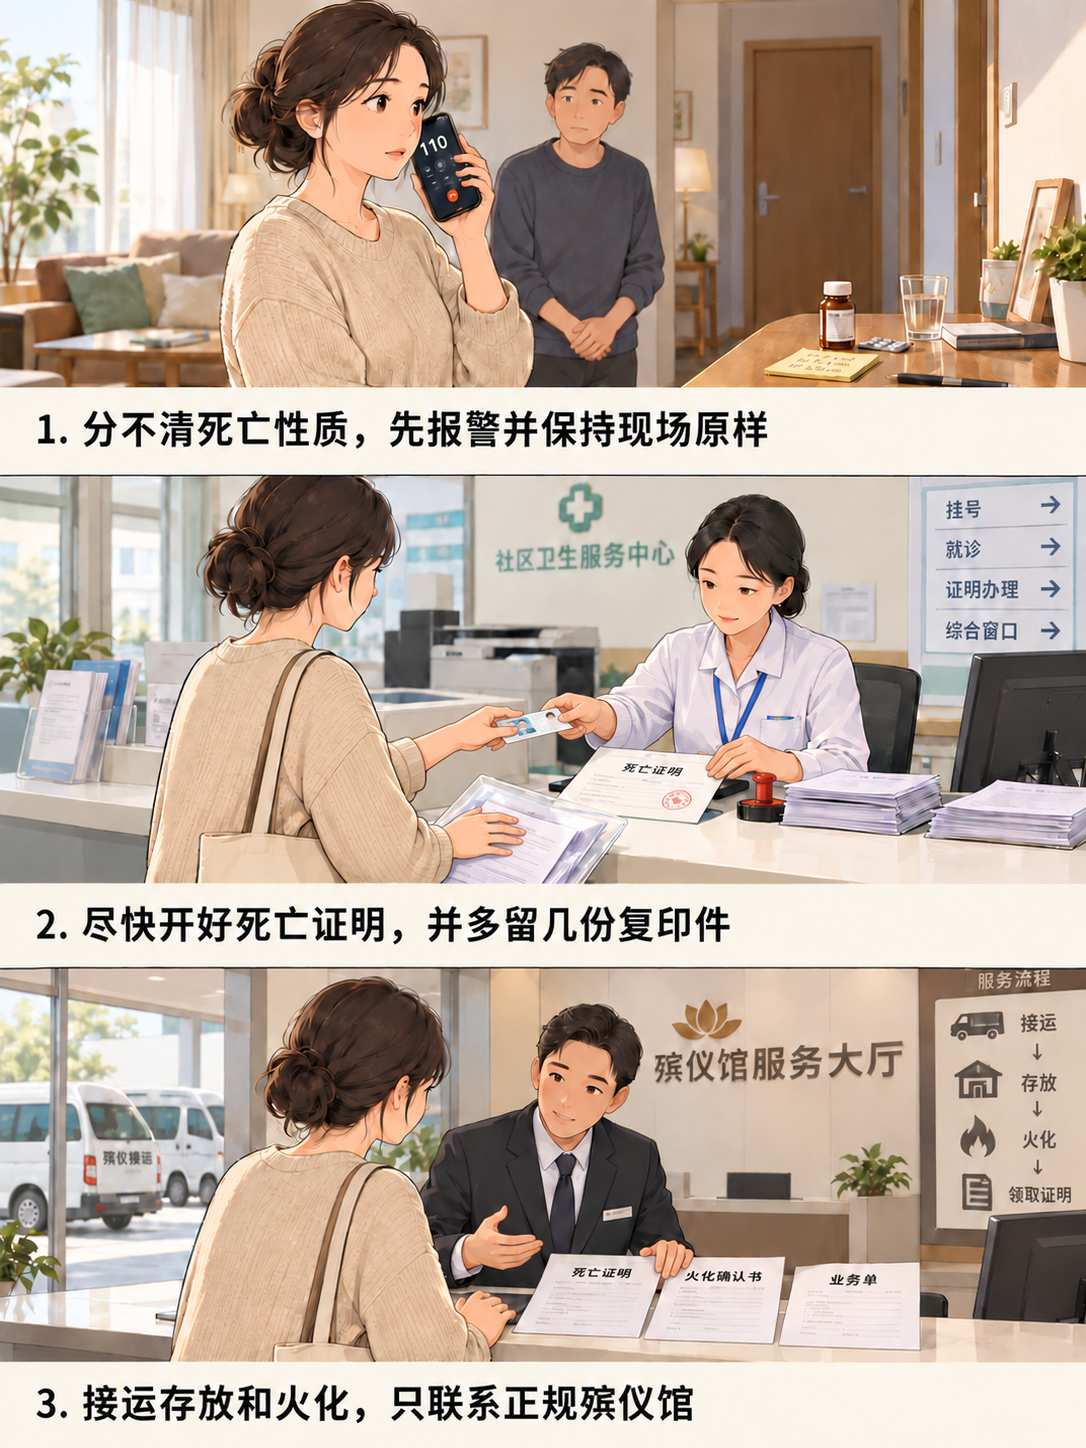 110
1. 分不清死亡性质，先报警并保持现场原样
社区卫生服务中心
挂号 →
就诊 →
证明办理 →
综合窗口 →
死亡证明
2. 尽快开好死亡证明，并多留几份复印件
服务流程
殡仪馆服务大厅
接运
↓
存放
↓
火化
↓
领取证明
殡仪接运
死亡证明
火化确认书
业务单
3. 接运存放和火化，只联系正规殡仪馆